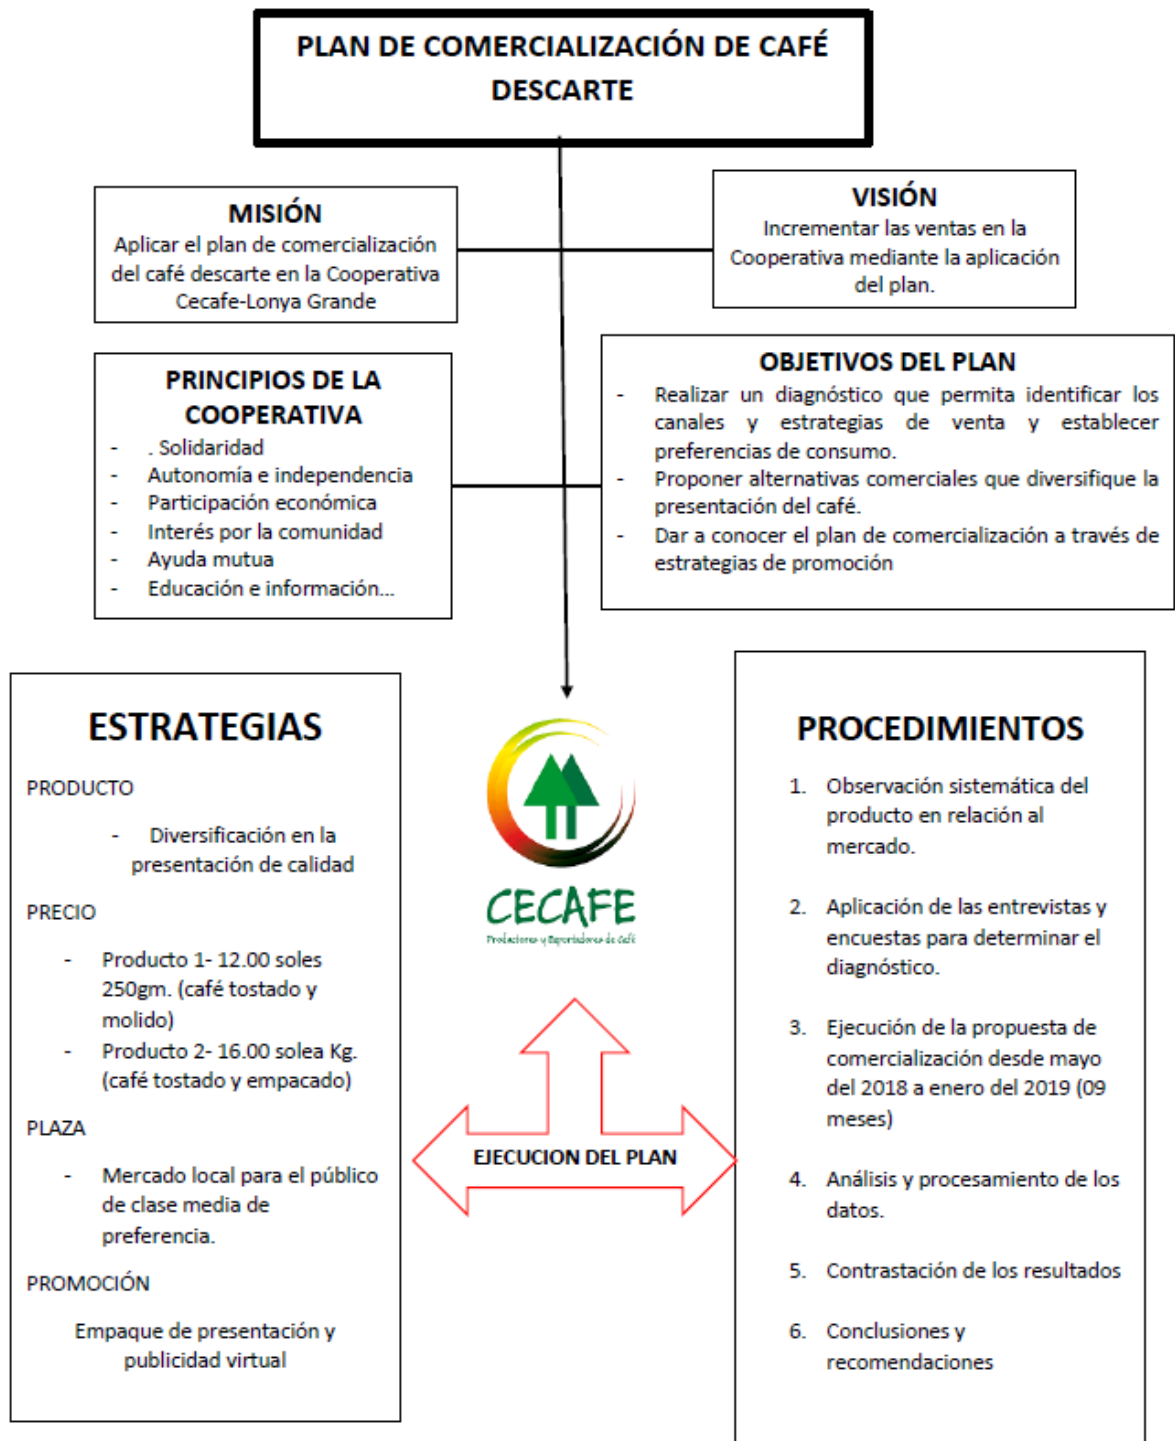 PLAN DE COMERCIALIZACIÓN DE CAFÉ
DESCARTE
MISIÓN
Aplicar el plan de comercialización
del café descarte en la Cooperativa
Cecafe-Lonya Grande
VISIÓN
Incrementar las ventas en la
Cooperativa mediante la aplicación
del plan.
PRINCIPIOS DE LA
COOPERATIVA
- . Solidaridad
- Autonomía e independencia
- Participación económica
- Interés por la comunidad
- Ayuda mutua
- Educación e información...
OBJETIVOS DEL PLAN
- Realizar un diagnóstico que permita identificar los
canales y estrategias de venta y establecer
preferencias de consumo.
- Proponer alternativas comerciales que diversifique la
presentación del café.
- Dar a conocer el plan de comercialización a través de
estrategias de promoción
ESTRATEGIAS
PRODUCTO
- Diversificación en la
presentación de calidad
PRECIO
- Producto 1- 12.00 soles
250gm. (café tostado y
molido)
- Producto 2- 16.00 solea Kg.
(café tostado y empacado)
PLAZA
- Mercado local para el público
de clase media de
preferencia.
PROMOCIÓN
Empaque de presentación y
publicidad virtual
CECAFE
Productores y Exportadores de Café
EJECUCION DEL PLAN
PROCEDIMIENTOS
1. Observación sistemática del
producto en relación al
mercado.
2. Aplicación de las entrevistas y
encuestas para determinar el
diagnóstico.
3. Ejecución de la propuesta de
comercialización desde mayo
del 2018 a enero del 2019 (09
meses)
4. Análisis y procesamiento de los
datos.
5. Contrastación de los resultados
6. Conclusiones y
recomendaciones